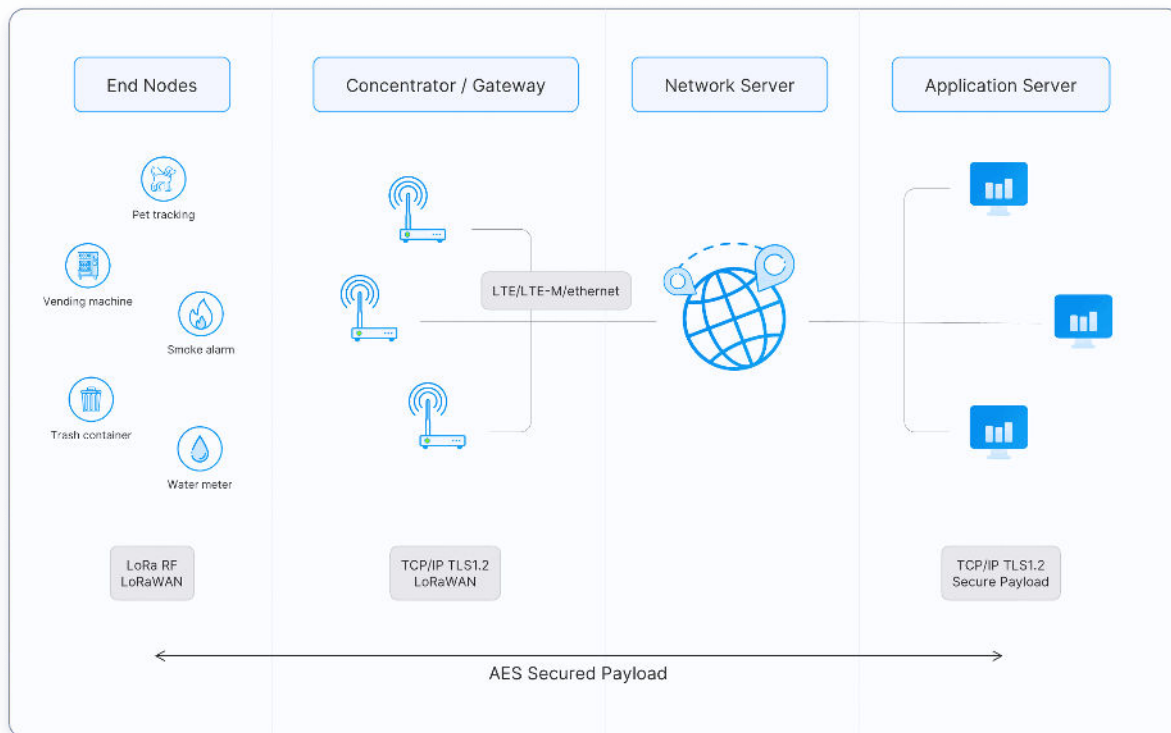 End Nodes
Concentrator / Gateway
Network Server
Application Server
Pet tracking
Vending machine
Smoke alarm
Trash container
Water meter
LTE/LTE-M/ethernet
LoRa RF
LoRaWAN
TCP/IP TLS1.2
LoRaWAN
TCP/IP TLS1.2
Secure Payload
AES Secured Payload